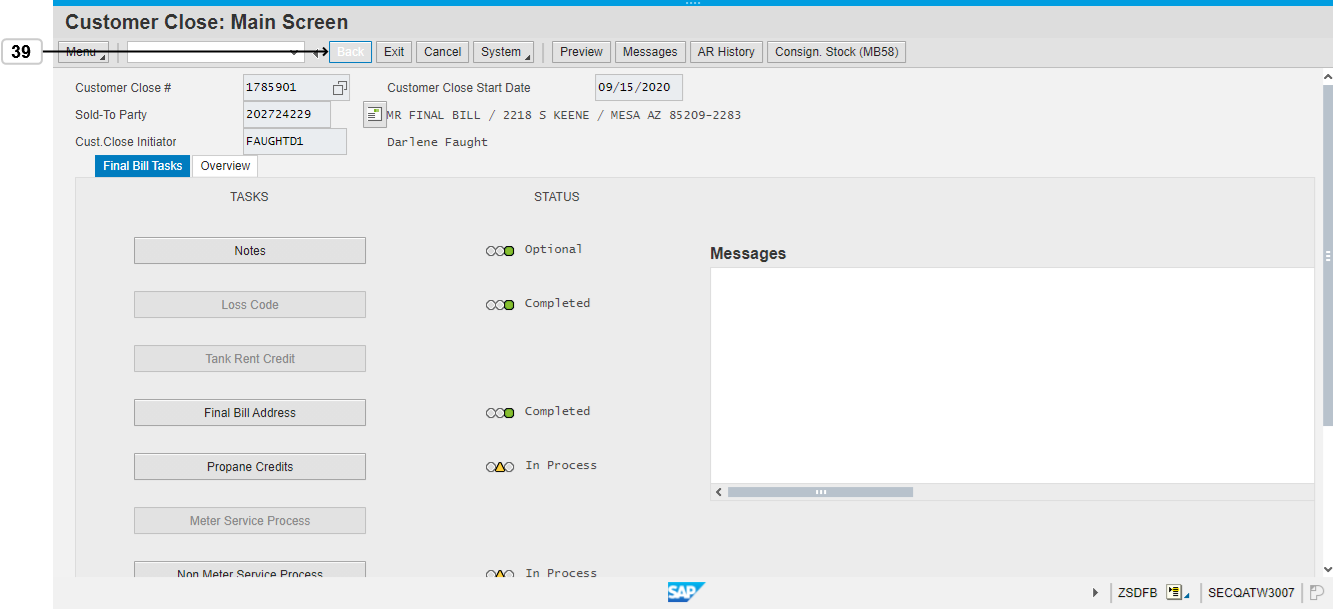 Customer Close: Main Screen
39 Menu Back Exit Cancel System Preview Messages AR History Consign. Stock (MB58)
Customer Close # 1785901 Customer Close Start Date 09/15/2020
Sold-To Party 202724229 MR FINAL BILL / 2218 S KEENE / MESA AZ 85209-2283
Cust.Close Initiator FAUGHTD1 Darlene Faught
Final Bill Tasks Overview
TASKS STATUS
Notes Optional
Messages
Loss Code Completed
Tank Rent Credit
Final Bill Address Completed
Propane Credits In Process
Meter Service Process
Non Meter Service Process In Process
SAP ZSDFB SECQATW3007